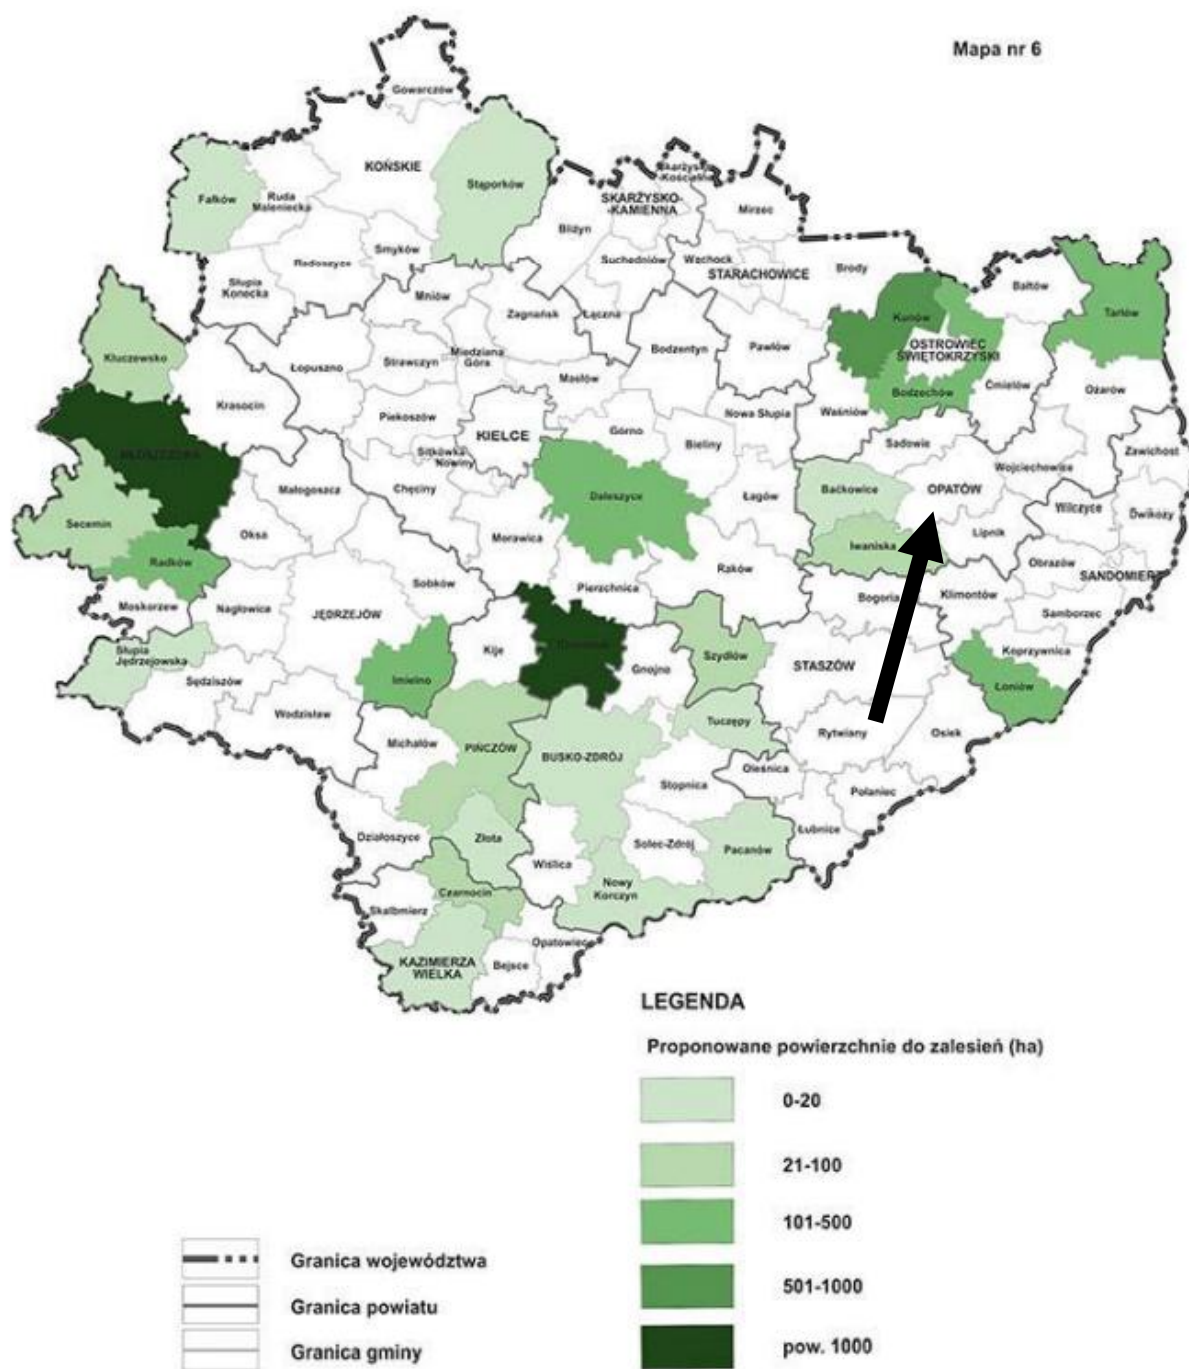 Mapa nr 6
Gowarczów
KOŃSKIE
Stąporków
Fałków
Ruda
Maleniecka
Smyków
Radoszyce
Słupia
Konecka
SKARŻYSKO-
-KAMIENNA
Mirzec
Bliżyn
Suchedniów
Wąchock
STARACHOWICE
Brody
Bałtów
Tarłów
Kunów
OSTROWIEC
ŚWIĘTOKRZYSKI
Bodzechów
Ćmielów
Ożarów
Mniów
Zagnańsk
Łączna
Bodzentyn
Pawłów
Kluczewsko
Krasocin
Łopuszno
Strawczyn
Miedziana
Góra
Masłów
Piekoszów
KIELCE
Górno
Bieliny
Nowa Słupia
Waśniów
Sadowie
Wojciechowice
Zawichost
Sitkówka
Nowiny
Chęciny
Małogoszcz
Secemin
Oksa
Radków
Daleszyce
Łagów
Baćkowice
OPATÓW
Wilczyce
Dwikozy
Morawica
Iwaniska
Lipnik
Obrazów
Raków
Pierzchnica
Sobków
Moskorzew
Nagłowice
JĘDRZEJÓW
Bogoria
Klimontów
Samborzec
Koprzywnica
Słupia
Jędrzejowska
Sędziszów
Imielno
Kije
Gnojno
Szydłów
STASZÓW
Łoniów
Wodzisław
Michałów
PIŃCZÓW
BUSKO-ZDRÓJ
Tuczępy
Rytwiany
Osiek
Stopnica
Oleśnica
Połaniec
Działoszyce
Złota
Wiślica
Solec-Zdrój
Pacanów
Łubnice
Czarnocin
Nowy
Korczyn
Skalbmierz
KAZIMIERZA
WIELKA
Bejsce
Opatowiec
LEGENDA
Proponowane powierzchnie do zalesień (ha)
0-20
21-100
101-500
501-1000
pow. 1000
Granica województwa
Granica powiatu
Granica gminy